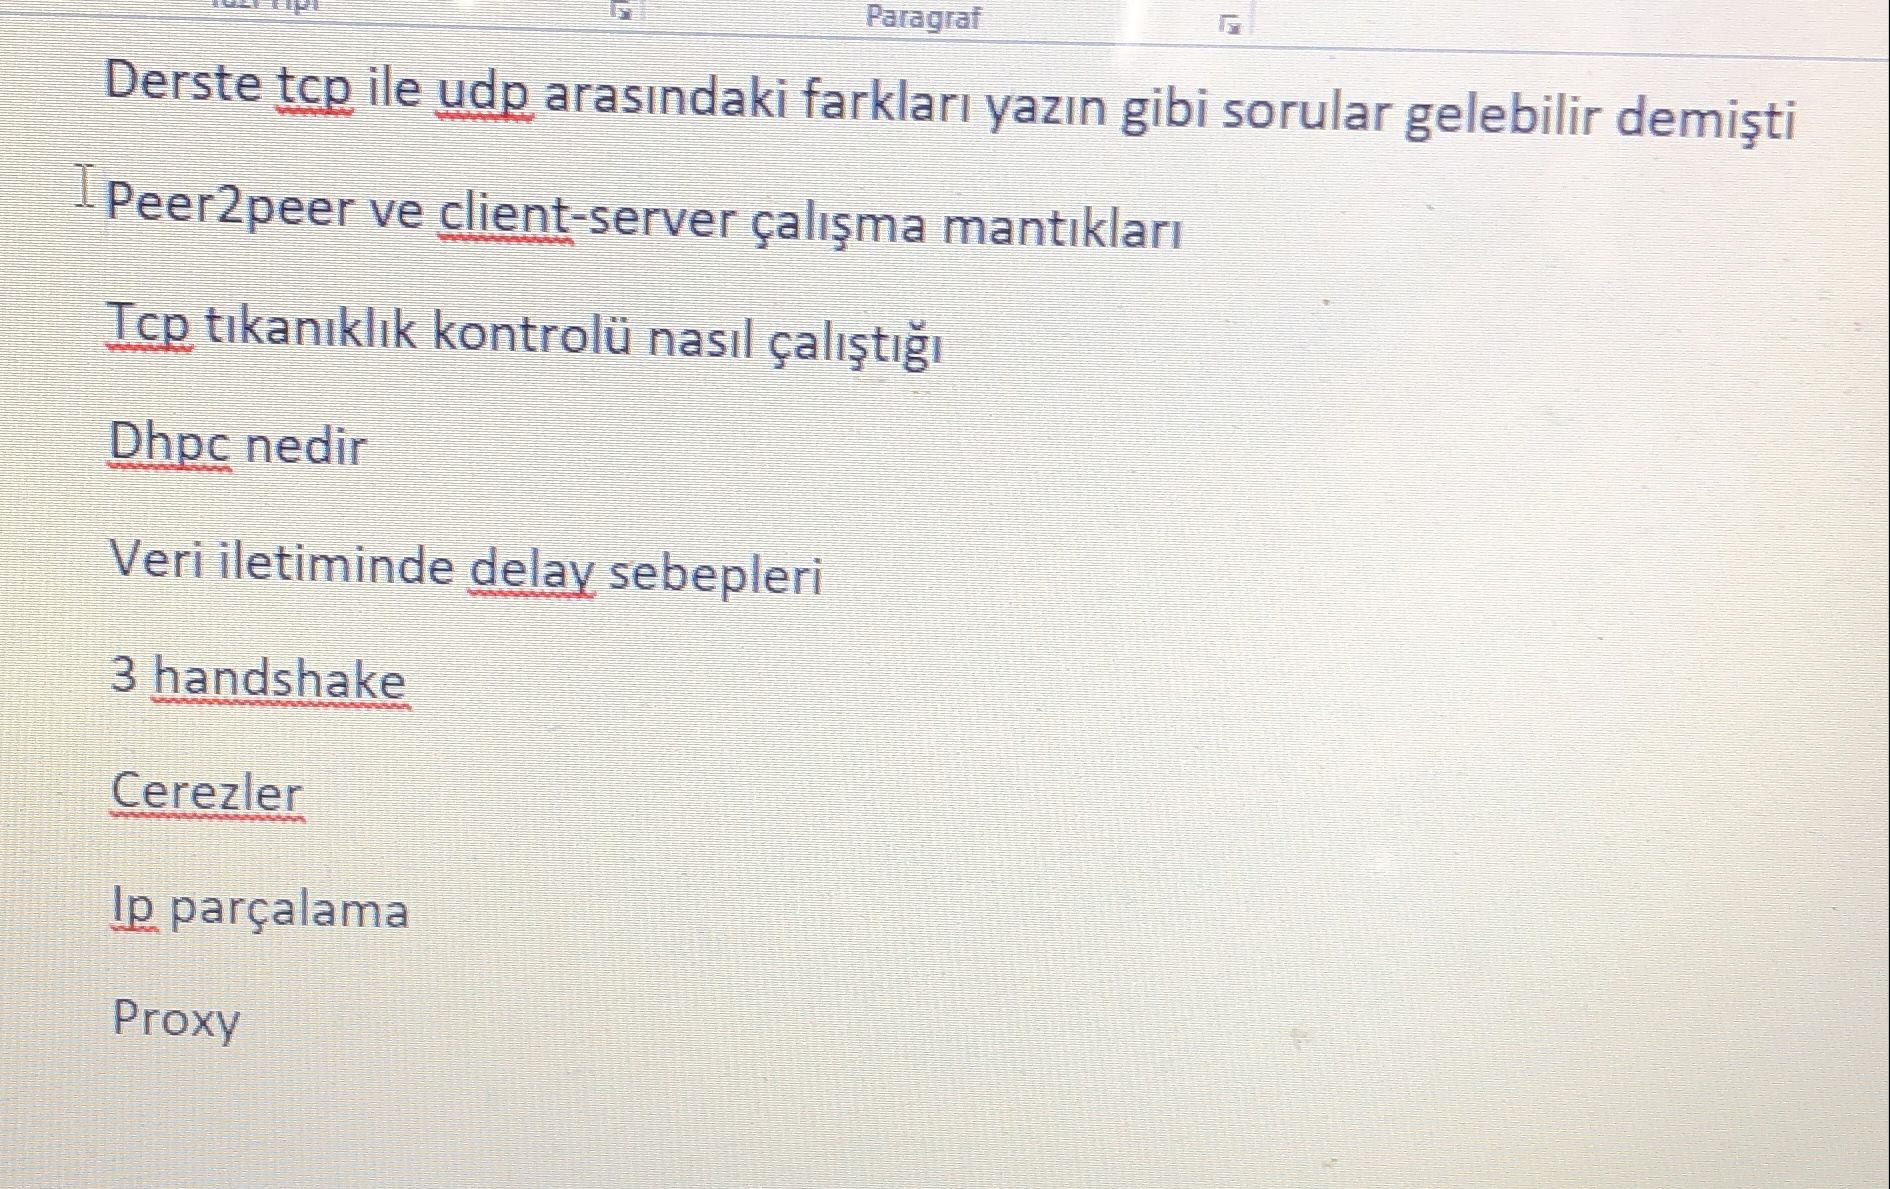 Paragraf
Derste tcp ile udp arasındaki farkları yazın gibi sorular gelebilir demişti
Peer2peer ve client-server çalışma mantıkları
Tcp tıkanıklık kontrolü nasıl çalıştığı
Dhpc nedir
Veri iletiminde delay sebepleri
3 handshake
Cerezler
Ip parçalama
Proxy